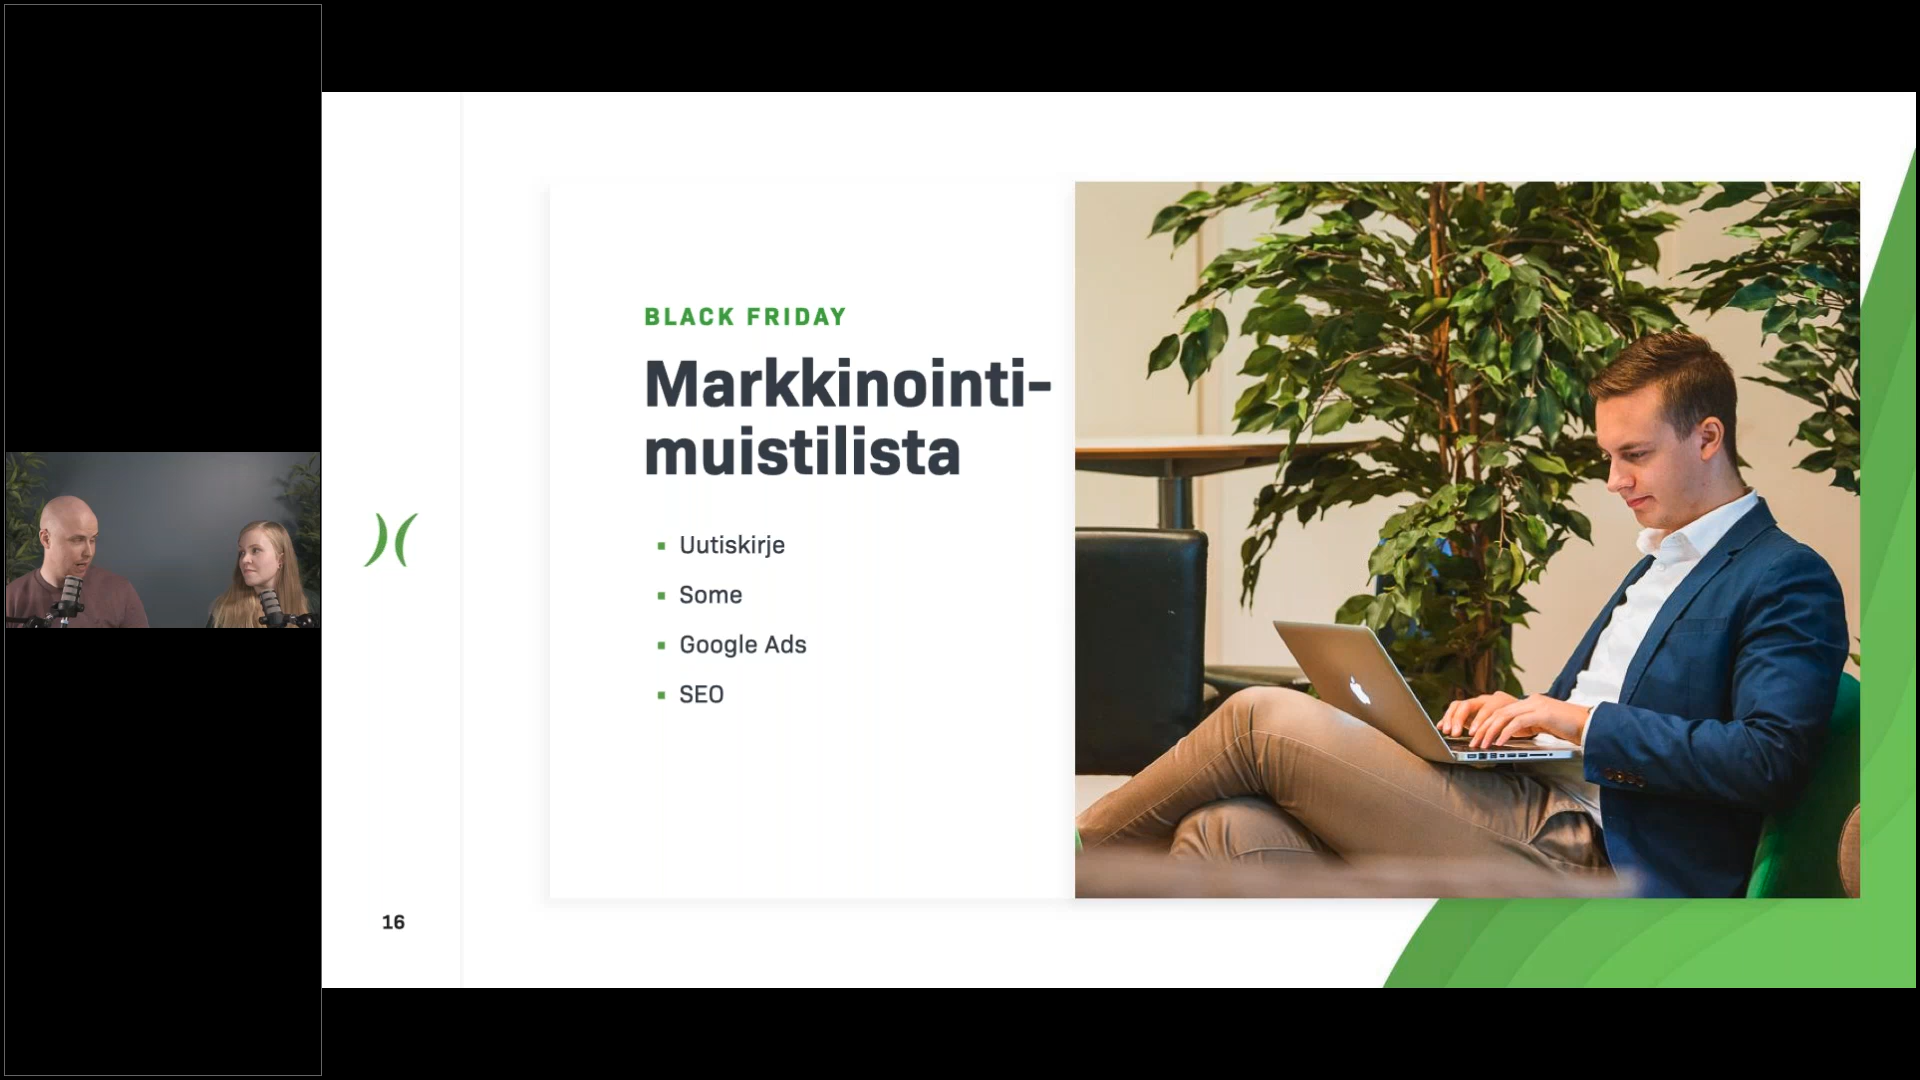 BLACK FRIDAY
Markkinointi-
muistilista
Uutiskirje
Some
Google Ads
SEO
16